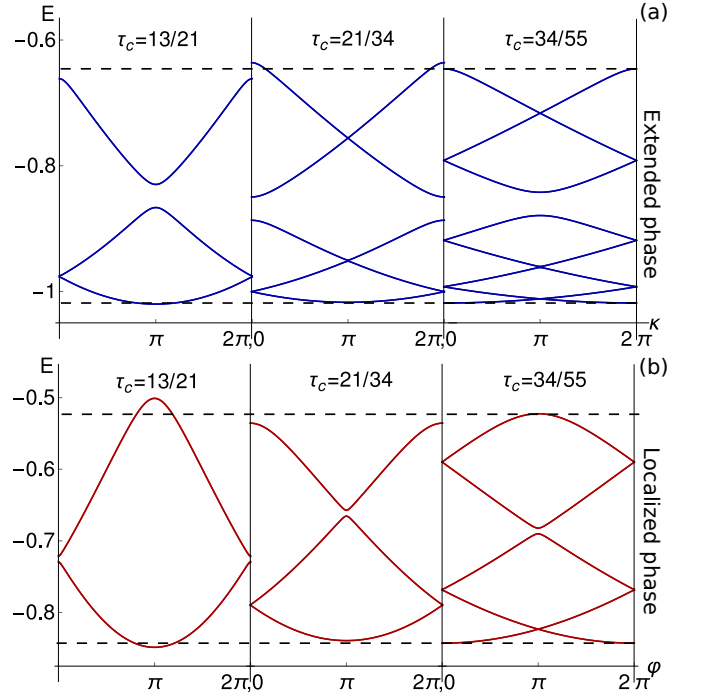 E
(a)
τc=13/21
τc=21/34
τc=34/55
−0.6
−0.8
−1
Extended phase
π
2π,0
π
2π,0
π
2π
κ
E
(b)
τc=13/21
τc=21/34
τc=34/55
−0.5
−0.6
−0.7
−0.8
Localized phase
π
2π,0
π
2π,0
π
2π
φ